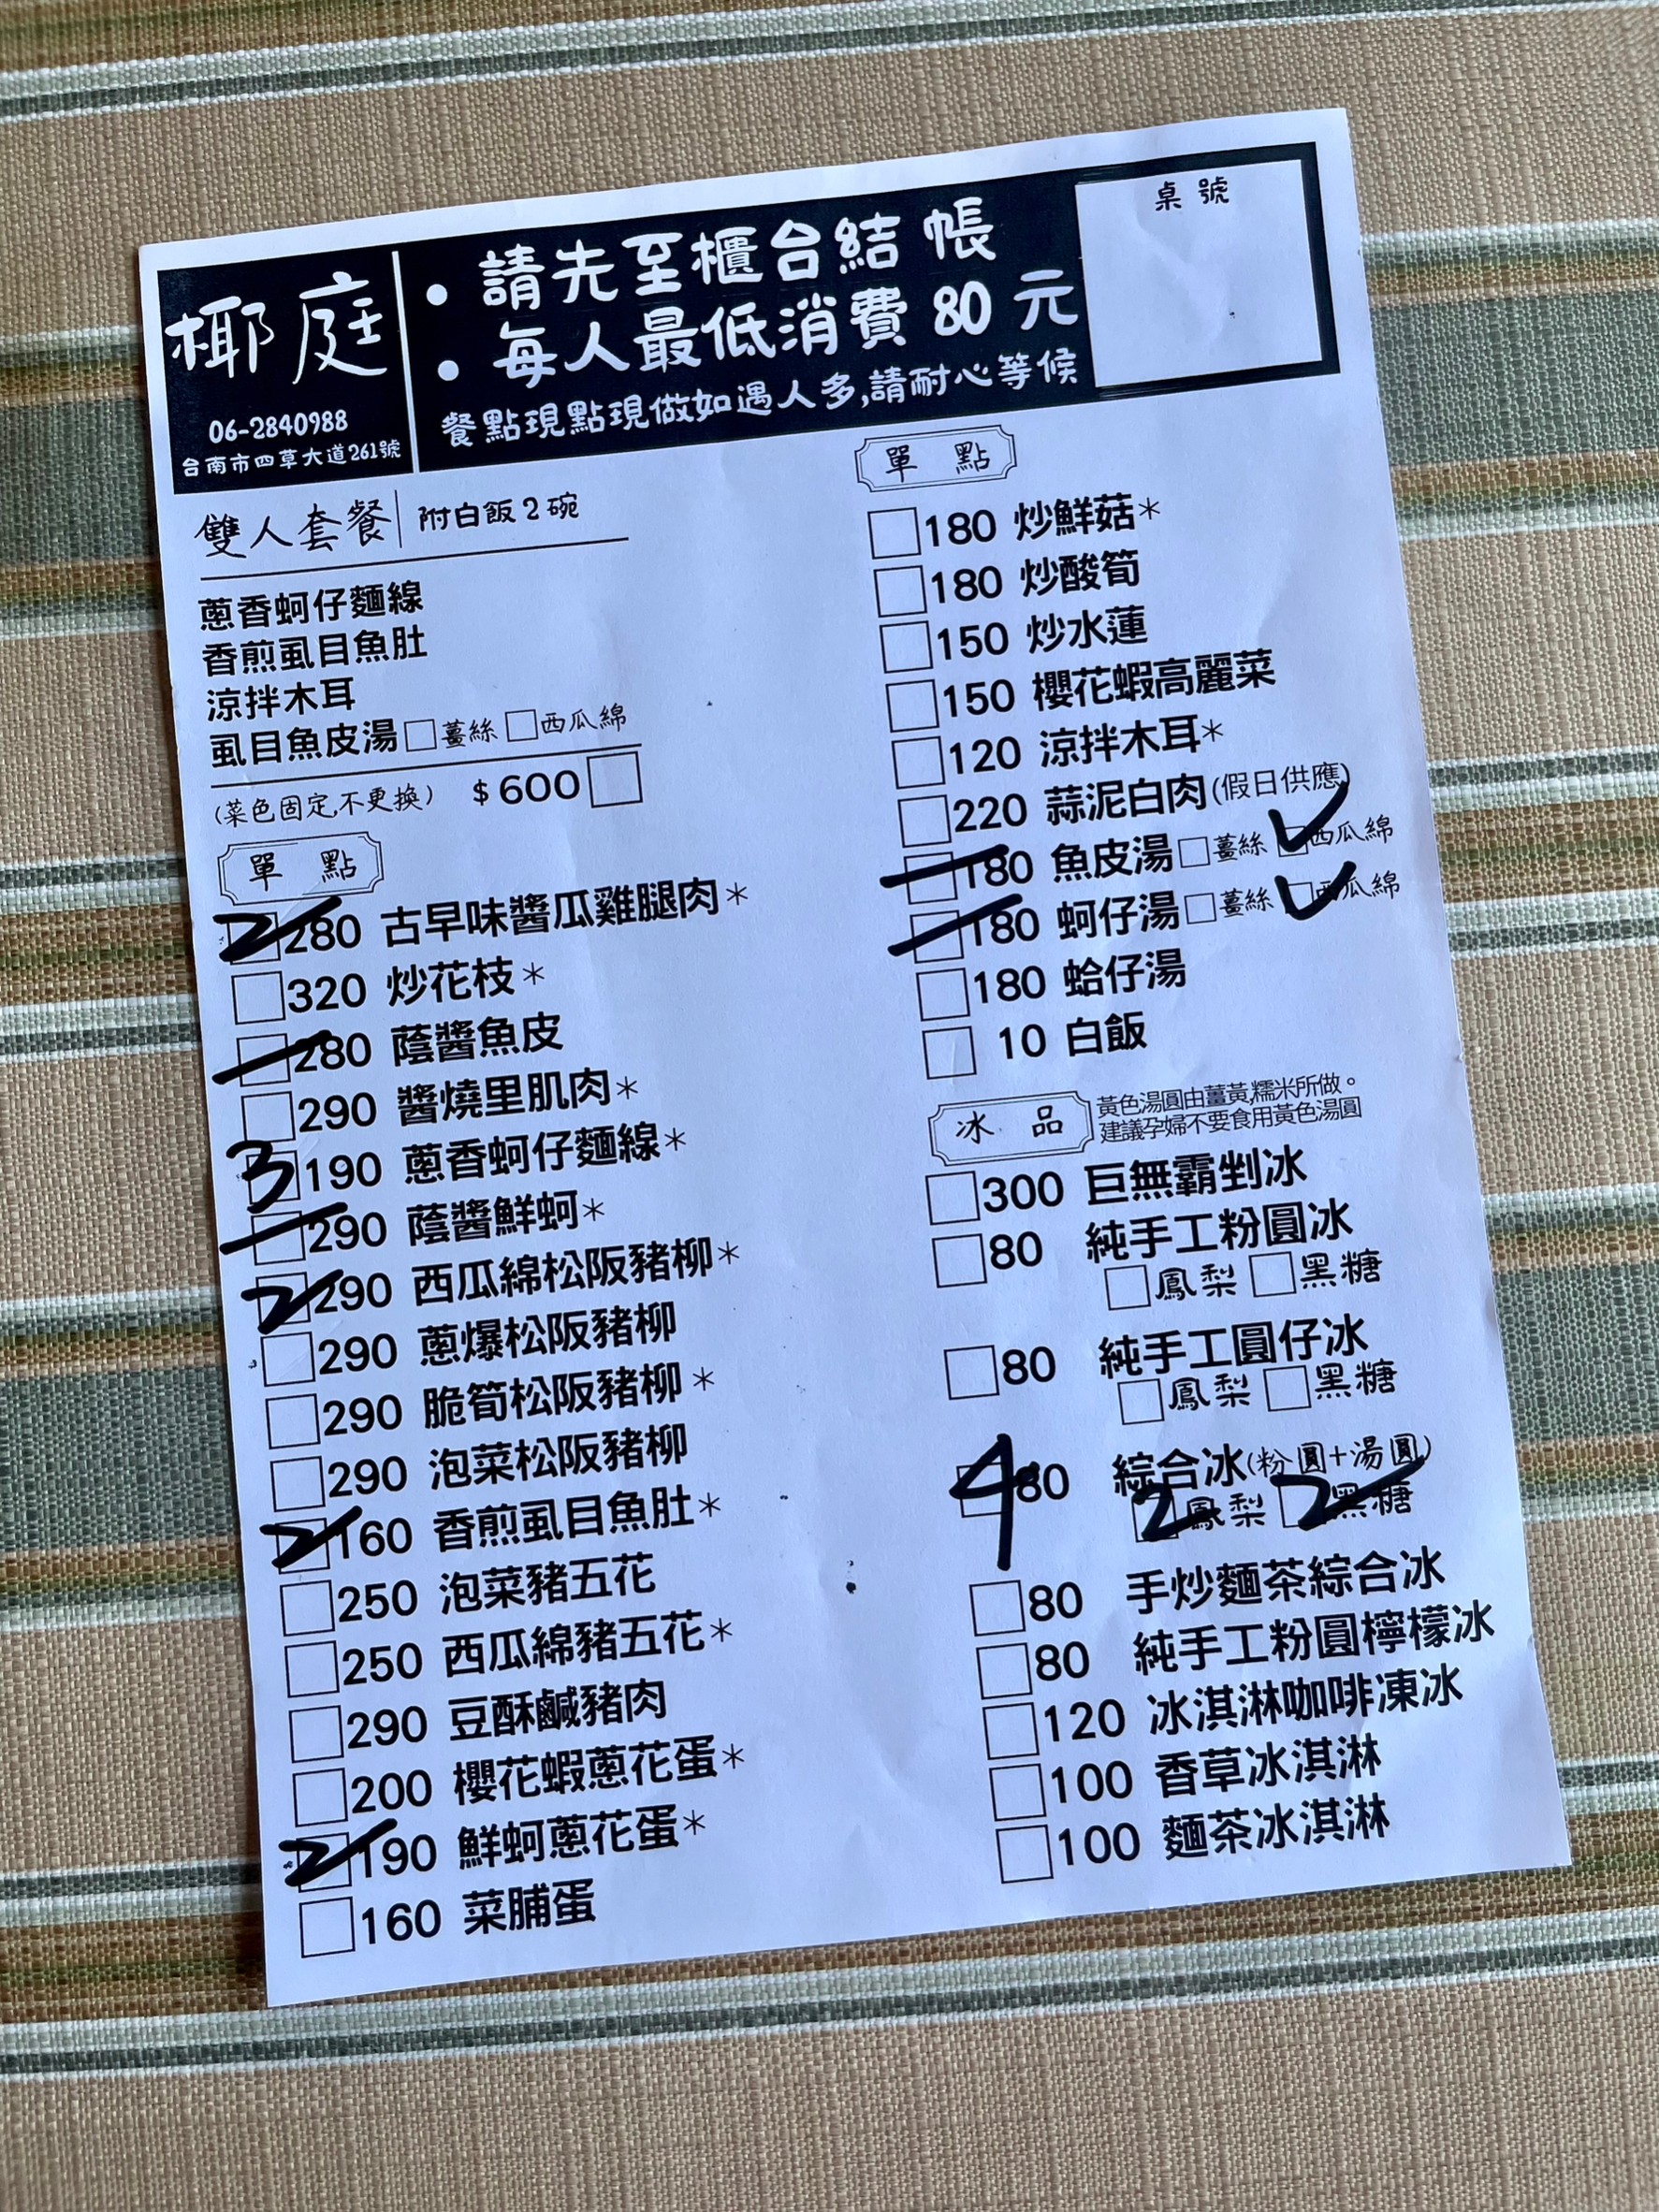 椰庭
06-2840988
台南市四草大道261號
• 請先至櫃台結帳
• 每人最低消費 80 元
餐點現點現做如遇人多,請耐心等候
桌號
雙人套餐 附白飯2碗
蔥香蚵仔麵線
香煎虱目魚肚
涼拌木耳
虱目魚皮湯 薑絲 西瓜綿
(菜色固定,不更換) $600
單點
2 280 古早味醬瓜雞腿肉*
320 炒花枝*
一 280 蔭醬魚皮
290 醬燒里肌肉*
3 190 蔥香蚵仔麵線*
一 290 蔭醬鮮蚵*
2 290 西瓜綿松阪豬柳*
290 蔥爆松阪豬柳
290 脆筍松阪豬柳*
290 泡菜松阪豬柳
2 160 香煎虱目魚肚*
250 泡菜豬五花
250 西瓜綿豬五花*
290 豆酥鹹豬肉
200 櫻花蝦蔥花蛋*
2 190 鮮蚵蔥花蛋*
160 菜脯蛋
單點
180 炒鮮菇*
180 炒酸筍
150 炒水蓮
150 櫻花蝦高麗菜
120 涼拌木耳*
220 蒜泥白肉(假日供應)
一 180 魚皮湯 薑絲 ✓ 西瓜綿
一 180 蚵仔湯 薑絲 ✓ 西瓜綿
180 蛤仔湯
10 白飯
冰品
黃色湯圓由薑黃,糯米所做。
建議孕婦不要食用黃色湯圓
300 巨無霸剉冰
80 純手工粉圓冰
鳳梨 黑糖
80 純手工圓仔冰
鳳梨 黑糖
4 80 綜合冰(粉圓+湯圓)
2 鳳梨 2 黑糖
80 手炒麵茶綜合冰
80 純手工粉圓檸檬冰
120 冰淇淋咖啡凍冰
100 香草冰淇淋
100 麵茶冰淇淋